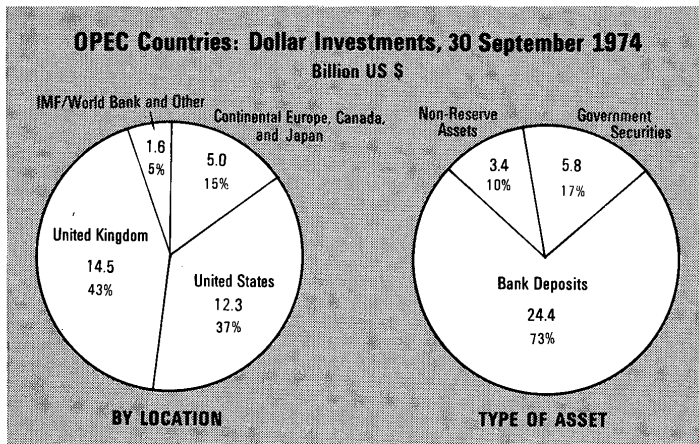 OPEC Countries: Dollar Investments, 30 September 1974
Billion US $
IMF/World Bank and Other
Continental Europe, Canada,
and Japan
1.6
5%
5.0
15%
United Kingdom
14.5
43%
United States
12.3
37%
BY LOCATION
Non-Reserve
Assets
Government
Securities
3.4
10%
5.8
17%
Bank Deposits
24.4
73%
TYPE OF ASSET